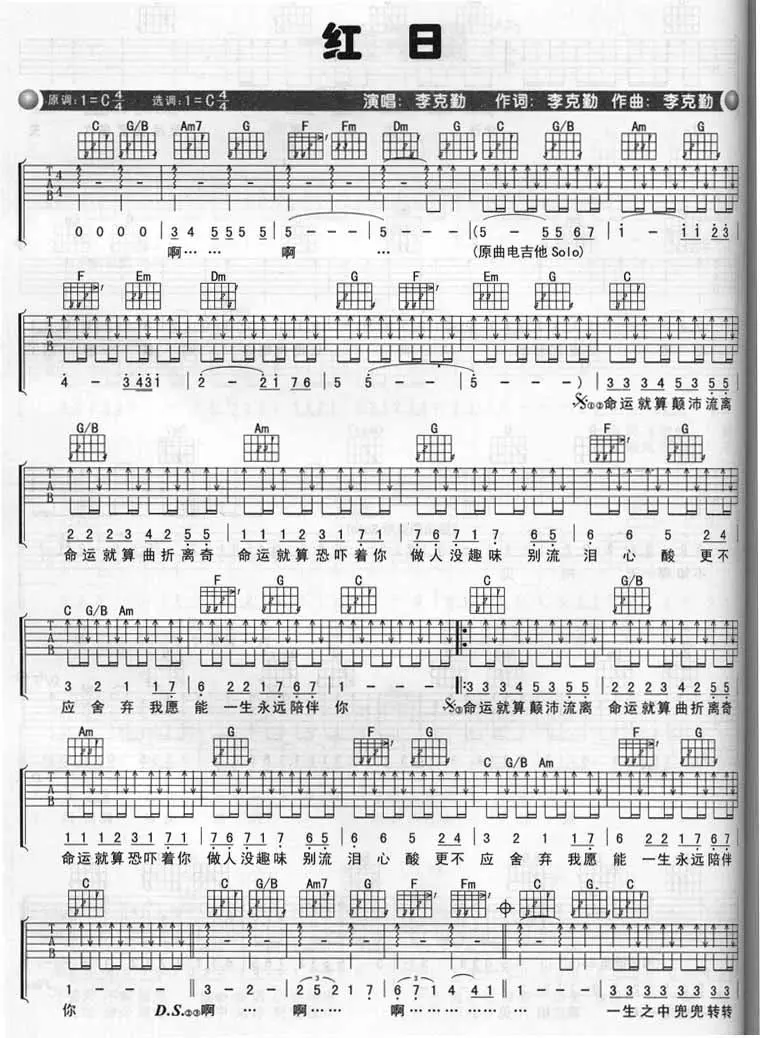 红 日
原调:1=C 4/4 选调:1=C 4/4 演唱: 李克勤 作词: 李克勤 作曲: 李克勤
C G/B Am7 G F Fm Dm G C G/B Am G
T A B 4/4
0 0 0 0 | 3 4 5 5 5 5 | 5 - - - | 5 - - - | (5 - 5 5 6 7 | i - i i 2 3
啊… … 啊 … (原曲电吉他 Solo)
F Em Dm G F Em G C
T A B
4 - 3 4 3 1 | 2 - 2 1 7 6 | 5 5 - - - | 5 - - - ) | 3 3 3 4 5 3 5 5
①②命运就算颠沛流离
G/B Am G F G
T A B
2 2 2 3 4 2 5 5 | 1 1 1 2 3 1 7 1 | 7 6 7 1 7 6 5 | 6 6 5 2 4
命运就算曲折离奇 命运就算恐吓着你 做人没趣味 别流 泪 心 酸 更不
C G/B Am F G C C G/B
T A B
3 2 1 1 7 | 6 2 2 1 7 6 7 | 1 - - - :3 3 3 4 5 3 5 5 | 2 2 2 3 4 2 5 5
应 舍 弃 我愿 能 一生永远陪伴 你 ③命运就算颠沛流离 命运就算曲折离奇
Am G F G C G/B Am F G
T A B
1 1 1 2 3 1 7 1 | 7 6 7 1 7 6 5 | 6 6 5 2 4 | 3 2 1 1 7 | 6 2 2 1 7 6 7
命运就算恐吓着你 做人没趣味 别流 泪 心 酸 更不 应 舍 弃 我愿 能 一生永远陪伴
C C G/B Am7 G F Fm C G C
T A B
1 - - - 3 - 2 - | 2 5 2 1 7 | 6 7 1 4 4 1 | 1 - - - | 3 3 3 3 5 5 5 5
你 D.S.②③啊 … … 啊 … … 啊 … … … … 一生之中兜兜转转